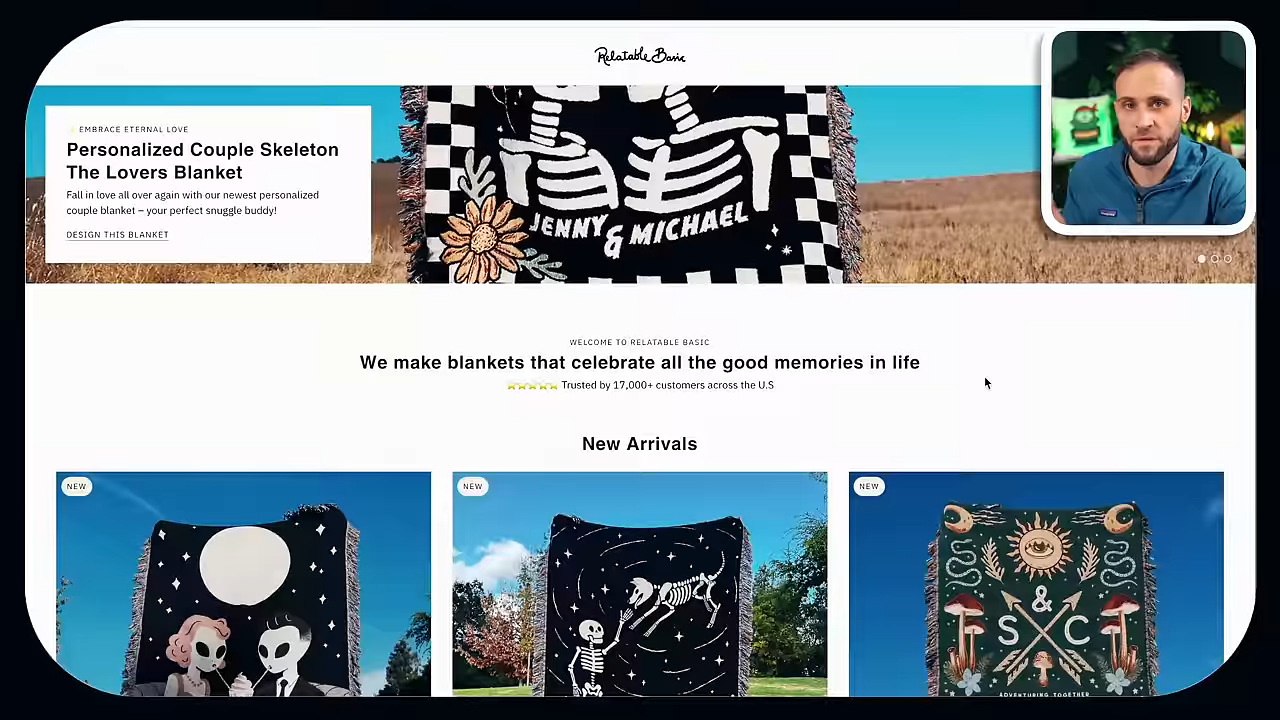 Relatable Basic
EMBRACE ETERNAL LOVE
Personalized Couple Skeleton
The Lovers Blanket
Fall in love all over again with our newest personalized
couple blanket – your perfect snuggle buddy!
DESIGN THIS BLANKET
JENNY
& MICHAEL
WELCOME TO RELATABLE BASIC
We make blankets that celebrate all the good memories in life
Trusted by 17,000+ customers across the U.S
New Arrivals
NEW
NEW
NEW
&
S C
ADVENTURING TOGETHER